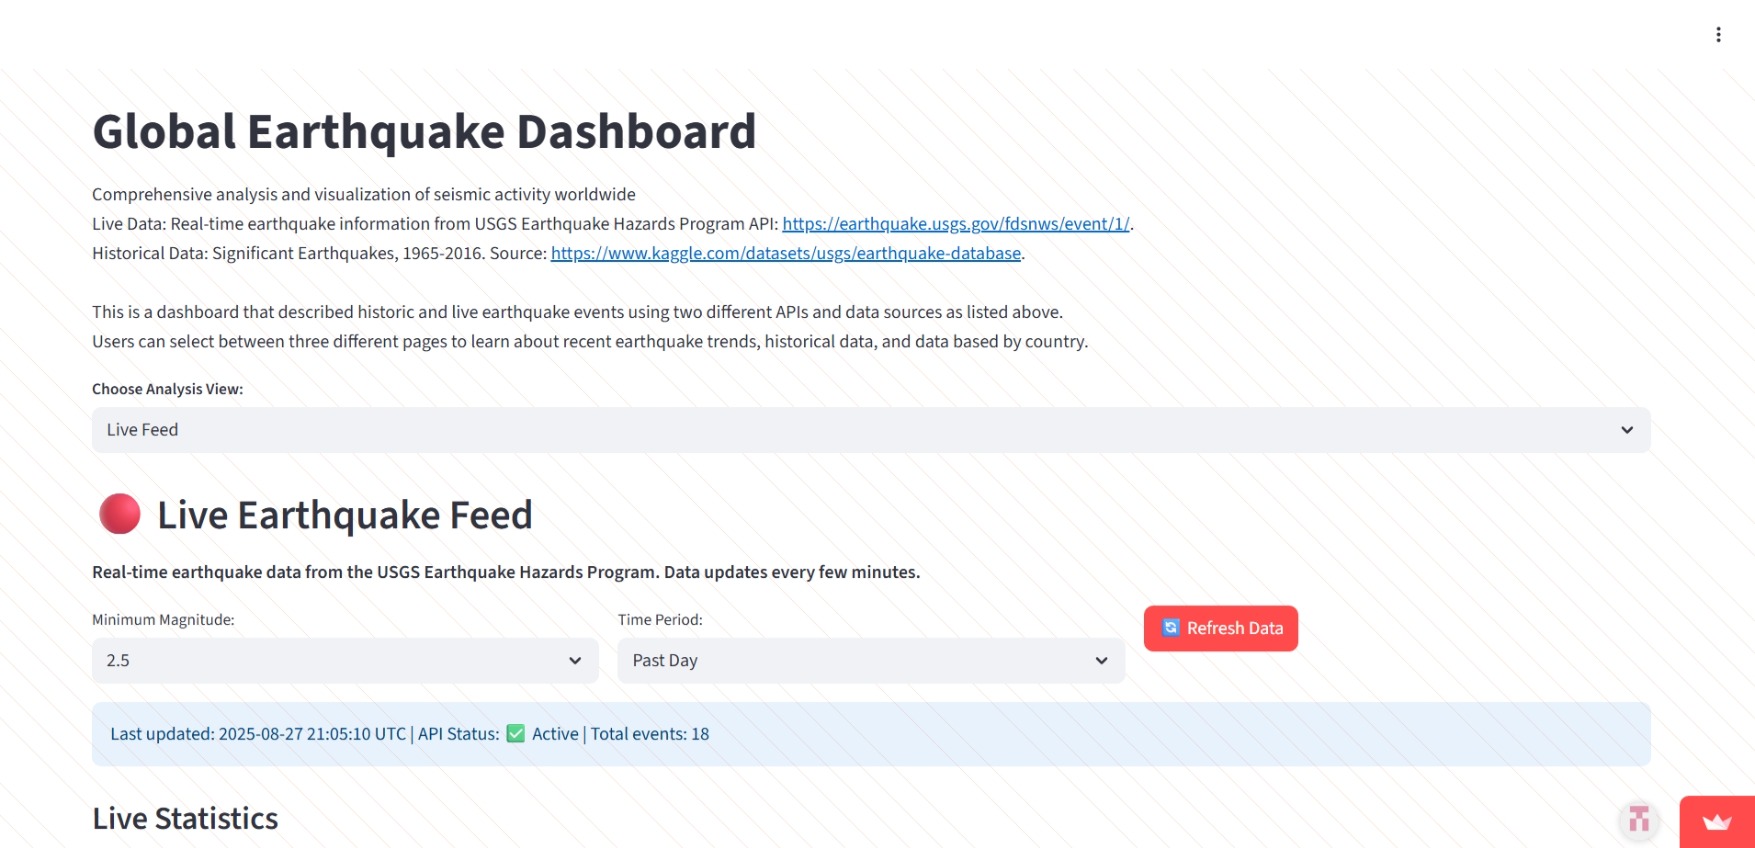 Global Earthquake Dashboard
Comprehensive analysis and visualization of seismic activity worldwide
Live Data: Real-time earthquake information from USGS Earthquake Hazards Program API: https://earthquake.usgs.gov/fdsnws/event/1/.
Historical Data: Significant Earthquakes, 1965-2016. Source: https://www.kaggle.com/datasets/usgs/earthquake-database.
This is a dashboard that described historic and live earthquake events using two different APIs and data sources as listed above.
Users can select between three different pages to learn about recent earthquake trends, historical data, and data based by country.
Choose Analysis View:
Live Feed
Live Earthquake Feed
Real-time earthquake data from the USGS Earthquake Hazards Program. Data updates every few minutes.
Minimum Magnitude:
Time Period:
Refresh Data
2.5
Past Day
Last updated: 2025-08-27 21:05:10 UTC | API Status: ✅ Active | Total events: 18
Live Statistics